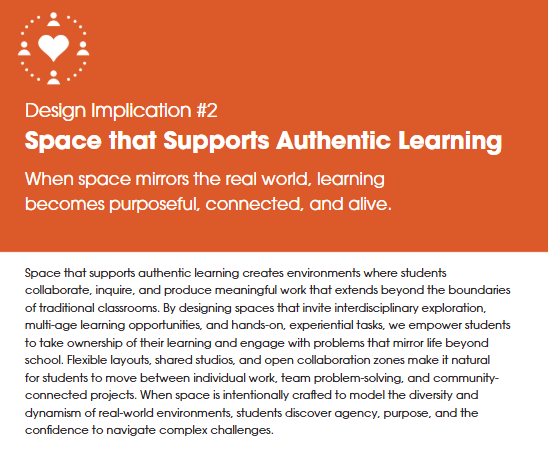 Design Implication #2
Space that Supports Authentic Learning
When space mirrors the real world, learning
becomes purposeful, connected, and alive.
Space that supports authentic learning creates environments where students
collaborate, inquire, and produce meaningful work that extends beyond the boundaries
of traditional classrooms. By designing spaces that invite interdisciplinary exploration,
multi-age learning opportunities, and hands-on, experiential tasks, we empower students
to take ownership of their learning and engage with problems that mirror life beyond
school. Flexible layouts, shared studios, and open collaboration zones make it natural
for students to move between individual work, team problem-solving, and community-
connected projects. When space is intentionally crafted to model the diversity and
dynamism of real-world environments, students discover agency, purpose, and the
confidence to navigate complex challenges.